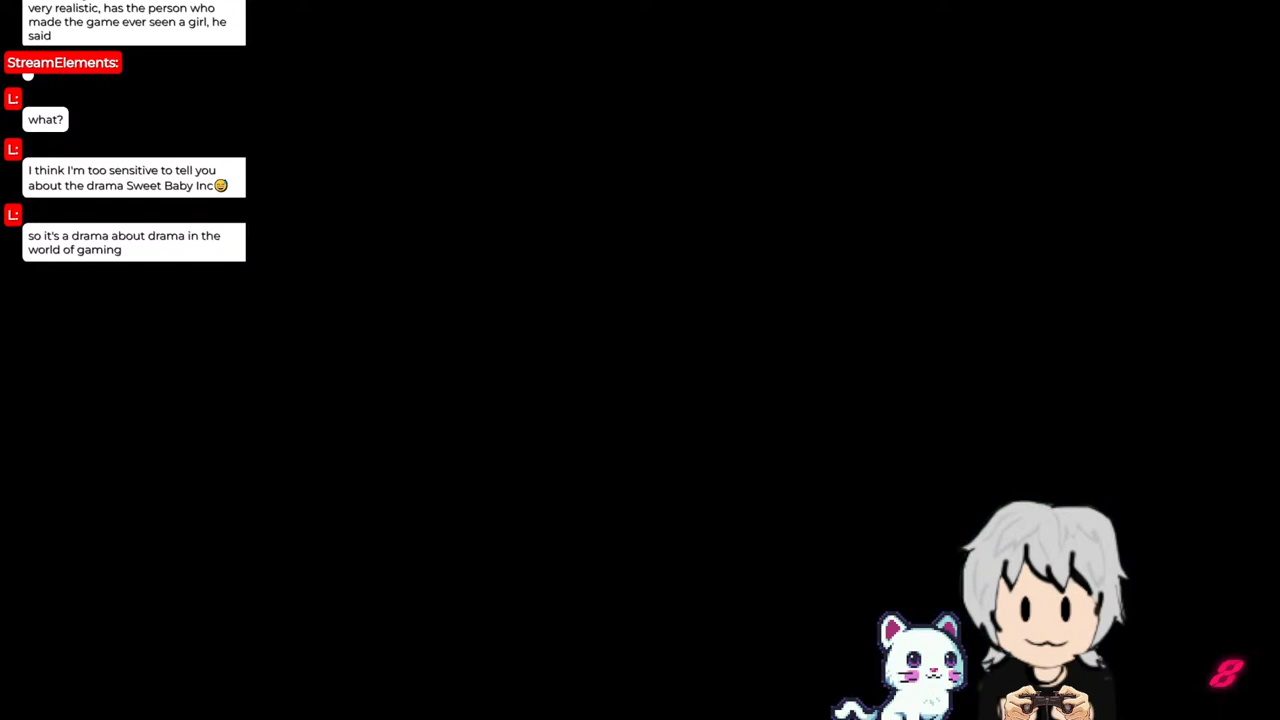 very realistic, has the person who
made the game ever seen a girl, he
said
StreamElements:
L:
what?
L:
I think I'm too sensitive to tell you
about the drama Sweet Baby Inc😅
L:
so it's a drama about drama in the
world of gaming
8